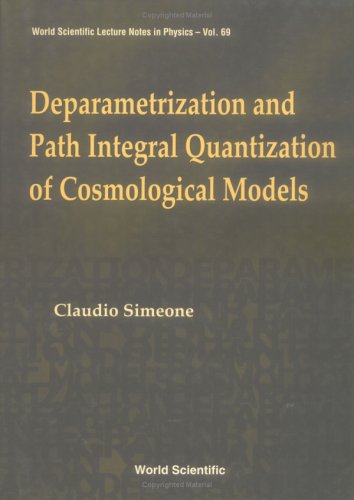 World Scientific Lecture Notes in Physics – Vol. 69
Deparametrization and
Path Integral Quantization
of Cosmological Models
RIZATIONDEPARAME
Claudio Simeone
World Scientific